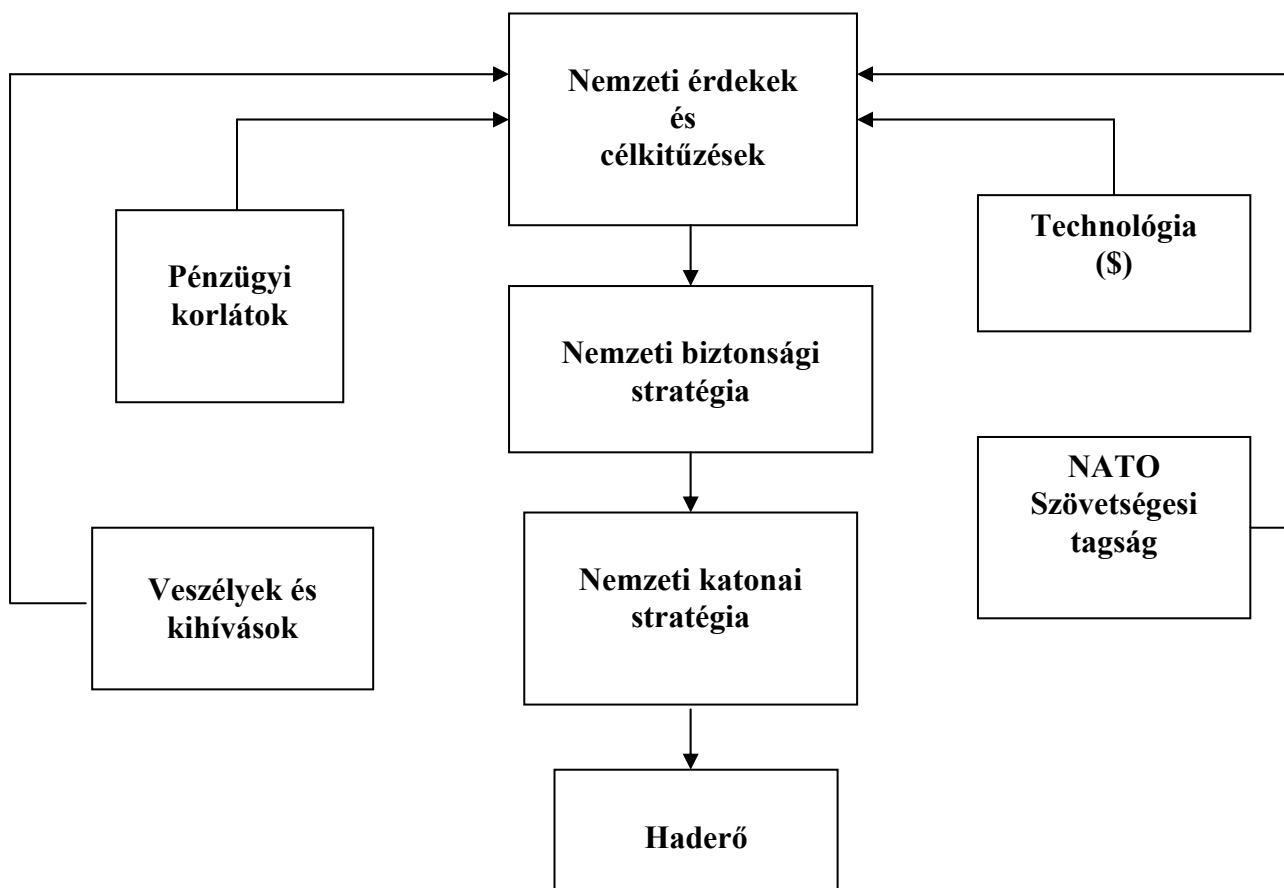 Nemzeti érdekek
és
célkitűzések
Pénzügyi
korlátok
Technológia
($)
Nemzeti biztonsági
stratégia
NATO
Szövetségesi
tagság
Veszélyek és
kihívások
Nemzeti katonai
stratégia
Haderő